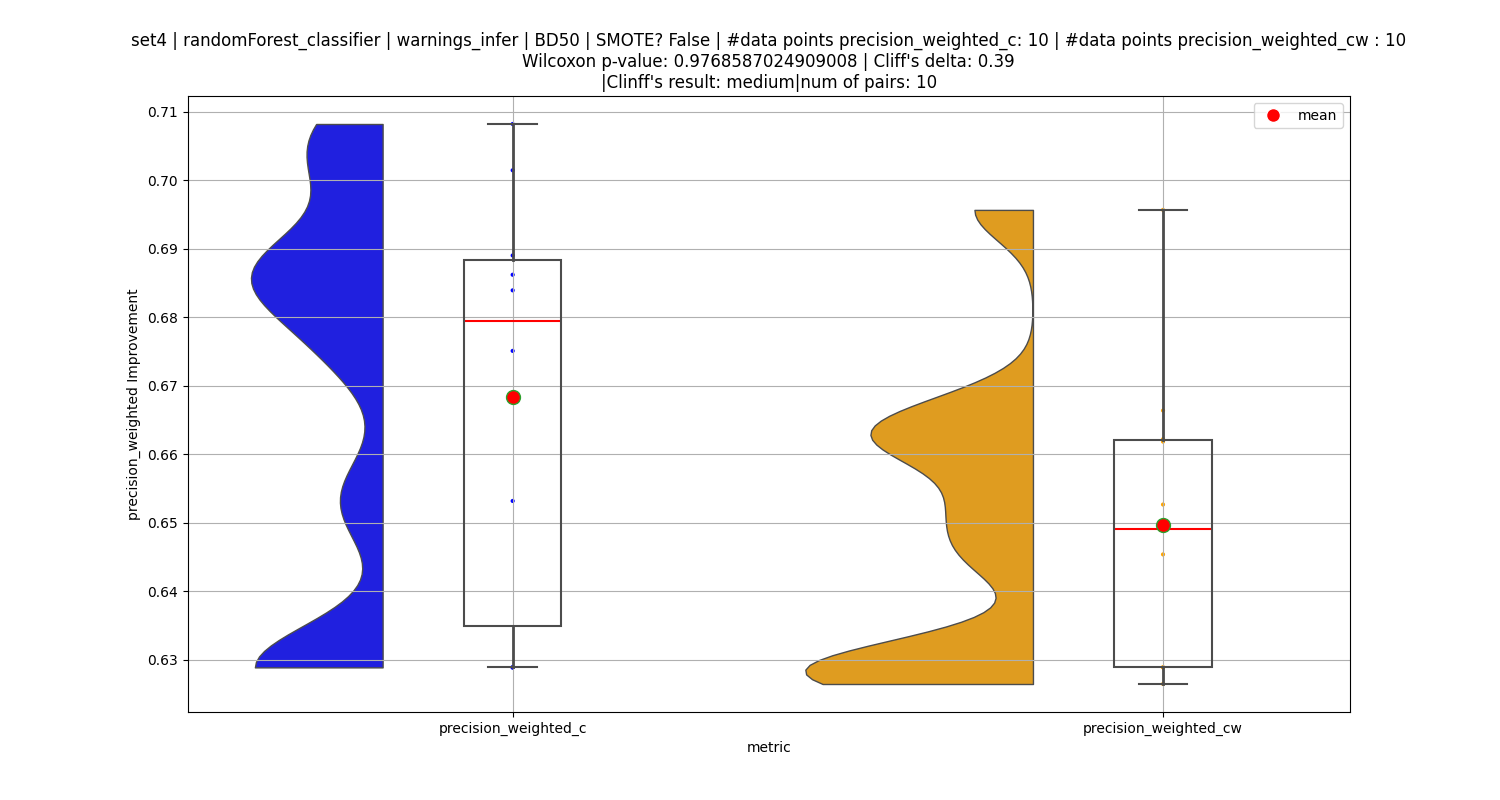 set4 | randomForest_classifier | warnings_infer | BD50 | SMOTE? False | #data points precision_weighted_c: 10 | #data points precision_weighted_cw : 10
Wilcoxon p-value: 0.9768587024909008 | Cliff's delta: 0.39
|Clinff's result: medium|num of pairs: 10
mean
precision_weighted Improvement
0.71
0.70
0.69
0.68
0.67
0.66
0.65
0.64
0.63
precision_weighted_c
precision_weighted_cw
metric